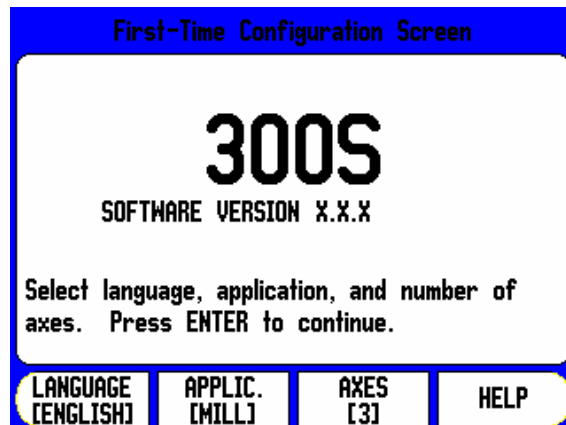 First-Time Configuration Screen
300S
SOFTWARE VERSION X.X.X
Select language, application, and number of
axes. Press ENTER to continue.
LANGUAGE
[ENGLISH]
APPLIC.
[MILL]
AXES
[3]
HELP